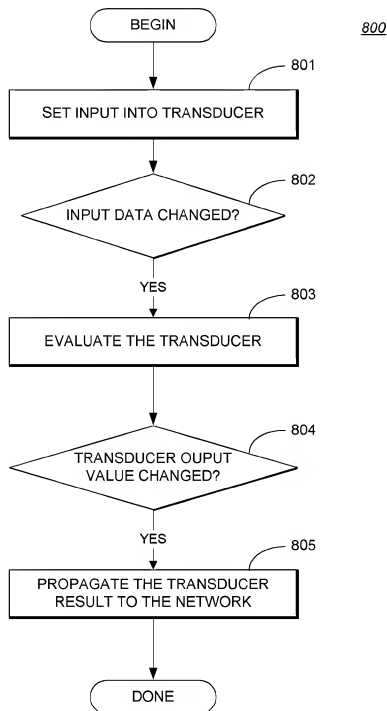 BEGIN
800
801
SET INPUT INTO TRANSDUCER
802
INPUT DATA CHANGED?
YES
803
EVALUATE THE TRANSDUCER
804
TRANSDUCER OUPUT
VALUE CHANGED?
YES
805
PROPAGATE THE TRANSDUCER
RESULT TO THE NETWORK
DONE